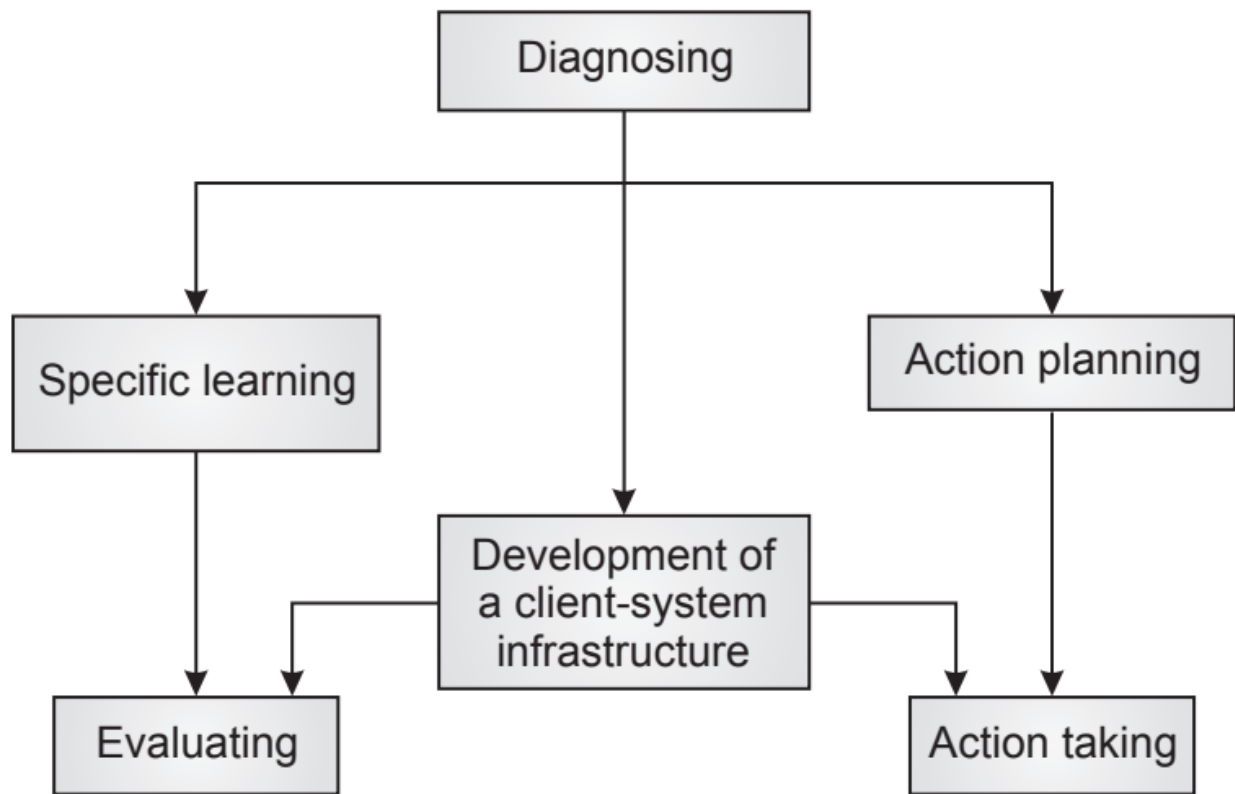 Diagnosing
Specific learning
Action planning
Development of
a client-system
infrastructure
Evaluating
Action taking